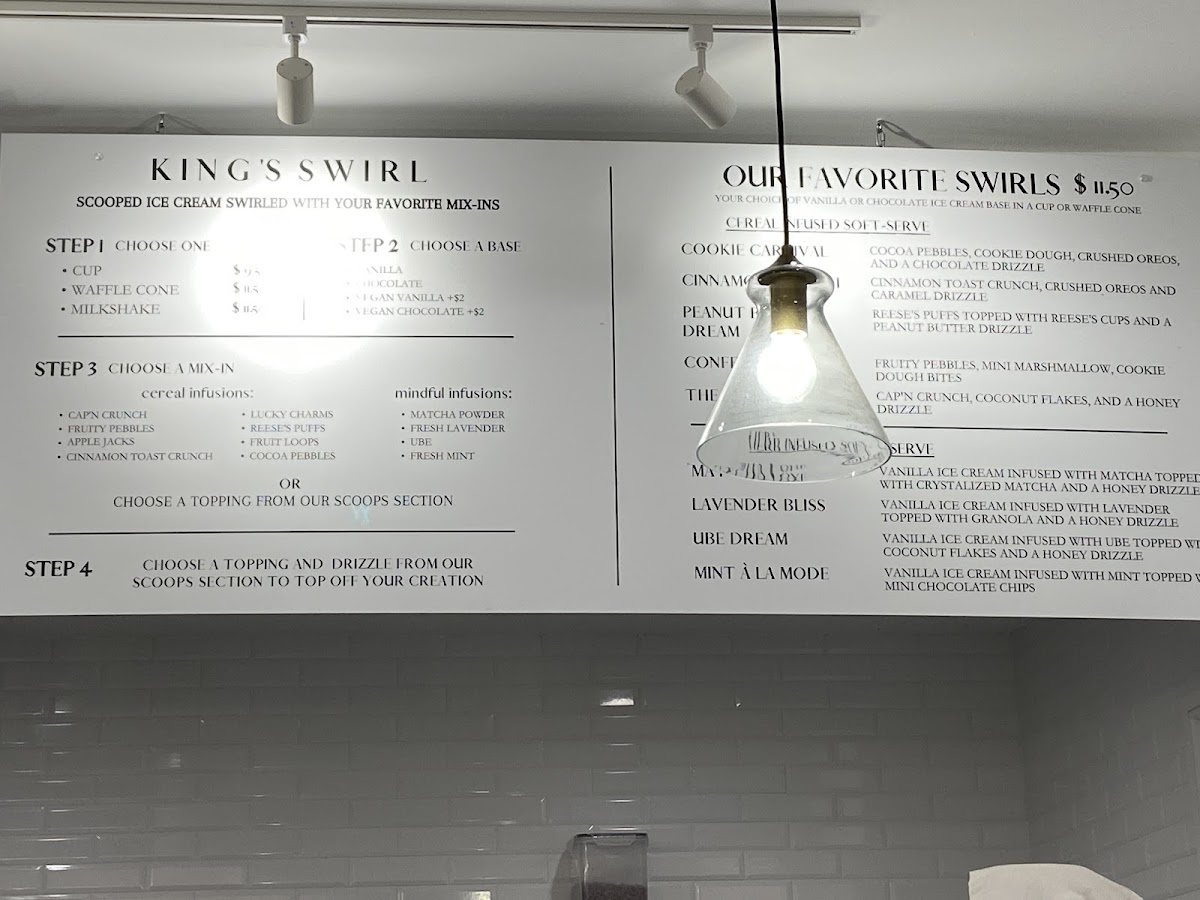 KING'S SWIRL
SCOOPED ICE CREAM SWIRLED WITH YOUR FAVORITE MIX-INS
STEP 1 CHOOSE ONE
• CUP
• WAFFLE CONE
• MILKSHAKE
STEP 2 CHOOSE A BASE
VANILLA
CHOCOLATE
• VEGAN VANILLA +$2
• VEGAN CHOCOLATE +$2
STEP 3 CHOOSE A MIX-IN
cereal infusions:
• CAP'N CRUNCH
• FRUITY PEBBLES
• APPLE JACKS
• CINNAMON TOAST CRUNCH
• LUCKY CHARMS
• REESE'S PUFFS
• FRUIT LOOPS
• COCOA PEBBLES
mindful infusions:
• MATCHA POWDER
• FRESH LAVENDER
• UBE
• FRESH MINT
OR
CHOOSE A TOPPING FROM OUR SCOOPS SECTION
STEP 4
CHOOSE A TOPPING AND DRIZZLE FROM OUR
SCOOPS SECTION TO TOP OFF YOUR CREATION
OUR FAVORITE SWIRLS $ 11.50
YOUR CHOICE OF VANILLA OR CHOCOLATE ICE CREAM BASE IN A CUP OR WAFFLE CONE
CEREAL INFUSED SOFT-SERVE
COOKIE CARNIVAL
COCOA PEBBLES, COOKIE DOUGH, CRUSHED OREOS,
AND A CHOCOLATE DRIZZLE
CINNAMON TOAST CRUNCH, CRUSHED OREOS AND
CARAMEL DRIZZLE
PEANUT
DREAM
REESE'S PUFFS TOPPED WITH REESE'S CUPS AND A
PEANUT BUTTER DRIZZLE
FRUITY PEBBLES, MINI MARSHMALLOW, COOKIE
DOUGH BITES
THE
CAP'N CRUNCH, COCONUT FLAKES, AND A HONEY
DRIZZLE
SERVE
VANILLA ICE CREAM INFUSED WITH MATCHA TOPPED
WITH CRYSTALIZED MATCHA AND A HONEY DRIZZLE
LAVENDER BLISS
VANILLA ICE CREAM INFUSED WITH LAVENDER
TOPPED WITH GRANOLA AND A HONEY DRIZZLE
UBE DREAM
VANILLA ICE CREAM INFUSED WITH UBE TOPPED
COCONUT FLAKES AND A HONEY DRIZZLE
MINT À LA MODE
VANILLA ICE CREAM INFUSED WITH MINT TOPPED
MINI CHOCOLATE CHIPS